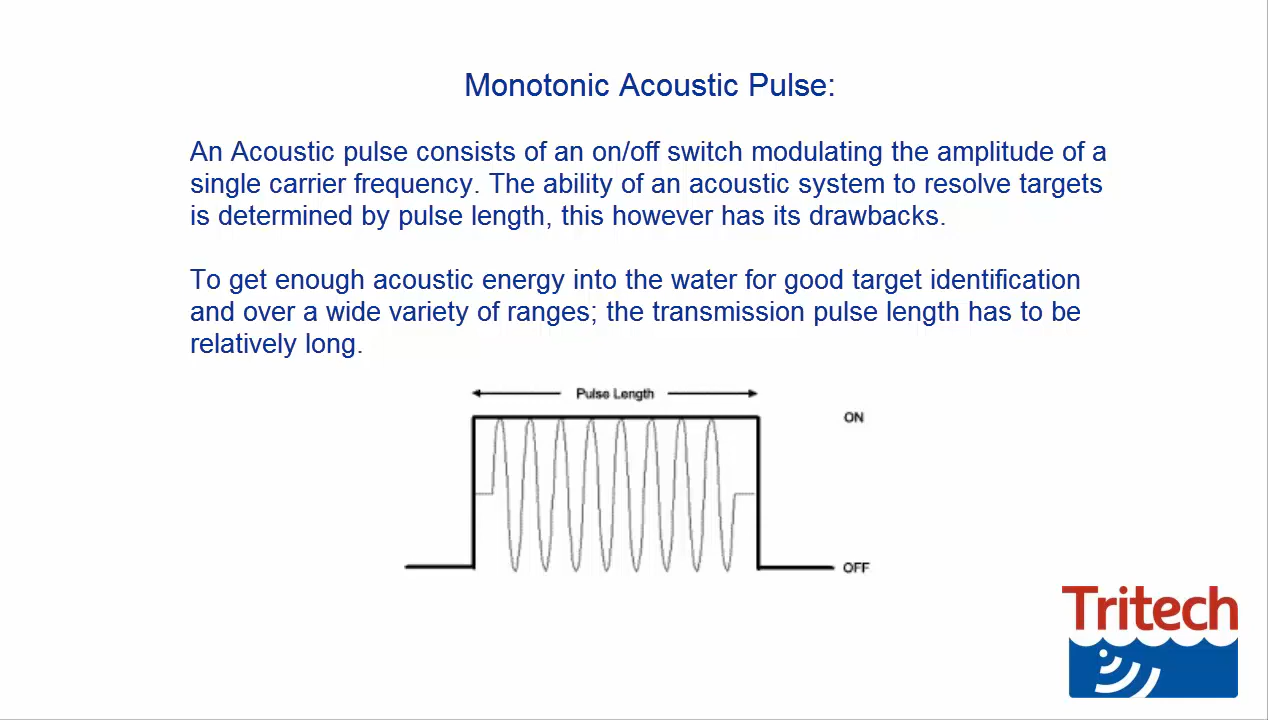 Monotonic Acoustic Pulse:
An Acoustic pulse consists of an on/off switch modulating the amplitude of a
single carrier frequency. The ability of an acoustic system to resolve targets
is determined by pulse length, this however has its drawbacks.
To get enough acoustic energy into the water for good target identification
and over a wide variety of ranges; the transmission pulse length has to be
relatively long.
Pulse Length
ON
OFF
Tritech